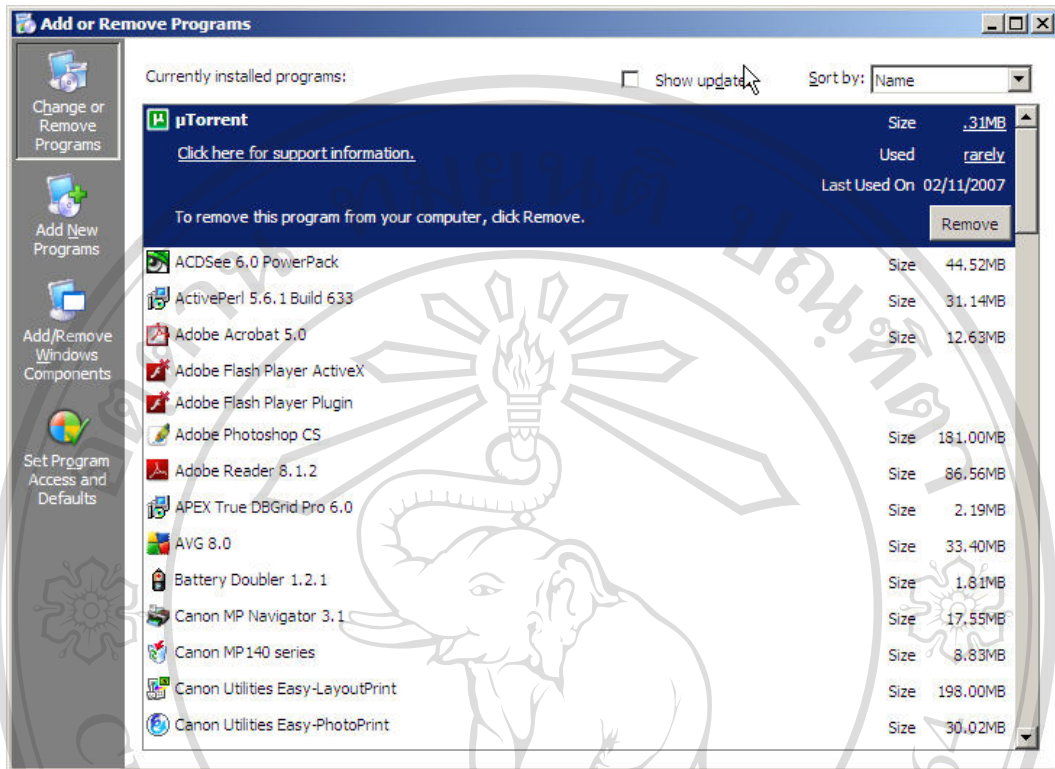 Add or Remove Programs
Change or
Remove
Programs
Add New
Programs
Add/Remove
Windows
Components
Set Program
Access and
Defaults
Currently installed programs:
Show updates
Sort by: Name
µTorrent Size .31MB
Click here for support information. Used rarely
Last Used On 02/11/2007
To remove this program from your computer, click Remove. Remove
ACDSee 6.0 PowerPack Size 44.52MB
ActivePerl 5.6.1 Build 633 Size 31.14MB
Adobe Acrobat 5.0 Size 12.63MB
Adobe Flash Player ActiveX
Adobe Flash Player Plugin
Adobe Photoshop CS Size 181.00MB
Adobe Reader 8.1.2 Size 86.56MB
APEX True DBGrid Pro 6.0 Size 2.19MB
AVG 8.0 Size 33.40MB
Battery Doubler 1.2.1 Size 1.81MB
Canon MP Navigator 3.1 Size 17.55MB
Canon MP140 series Size 8.83MB
Canon Utilities Easy-LayoutPrint Size 198.00MB
Canon Utilities Easy-PhotoPrint Size 30.02MB